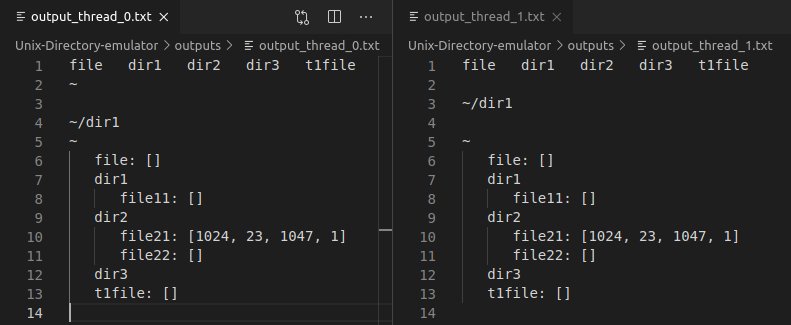 output_thread_0.txt
Unix-Directory-emulator > outputs > output_thread_0.txt
1 file dir1 dir2 dir3 t1file
2 ~
3
4 ~/dir1
5 ~
6 file: []
7 dir1
8 file11: []
9 dir2
10 file21: [1024, 23, 1047, 1]
11 file22: []
12 dir3
13 t1file: []
14
output_thread_1.txt
Unix-Directory-emulator > outputs > output_thread_1.txt
1 file dir1 dir2 dir3 t1file
2
3 ~/dir1
4
5 ~
6 file: []
7 dir1
8 file11: []
9 dir2
10 file21: [1024, 23, 1047, 1]
11 file22: []
12 dir3
13 t1file: []
14